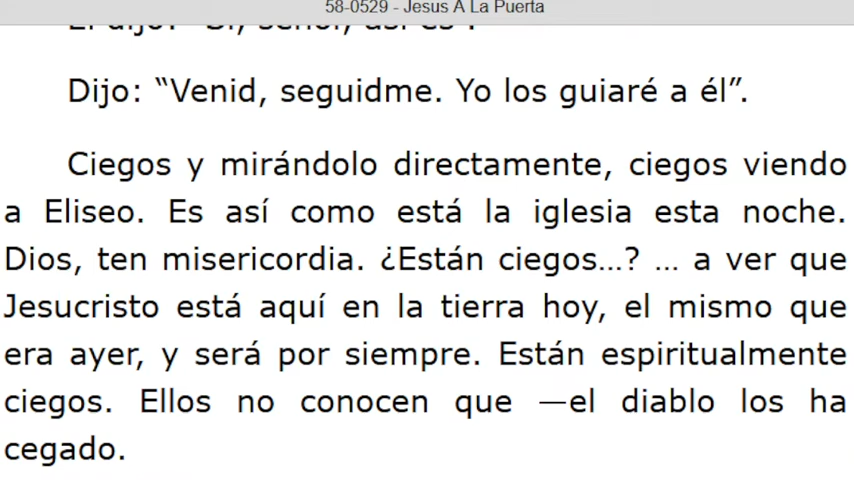 58-0529 - Jesus A La Puerta
Dijo: “Venid, seguidme. Yo los guiaré a él”.
Ciegos y mirándolo directamente, ciegos viendo
a Eliseo. Es así como está la iglesia esta noche.
Dios, ten misericordia. ¿Están ciegos...? ... a ver que
Jesucristo está aquí en la tierra hoy, el mismo que
era ayer, y será por siempre. Están espiritualmente
ciegos. Ellos no conocen que —el diablo los ha
cegado.